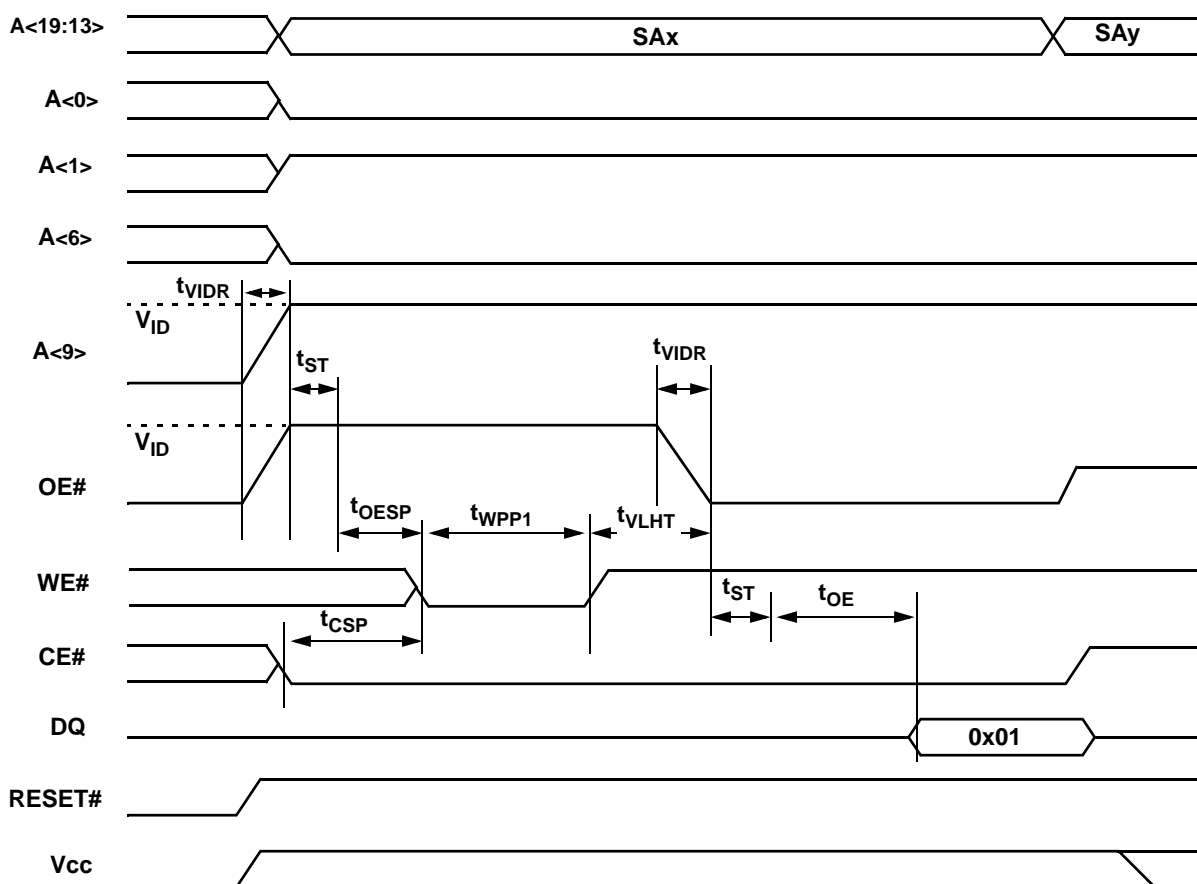 A<19:13>
SAx
SAy
A<0>
A<1>
A<6>
tVIDR
VID
A<9>
tST
tVIDR
VID
OE#
tOESP
tWPP1
tVLHT
WE#
tST
tOE
tCSP
CE#
DQ
0x01
RESET#
Vcc